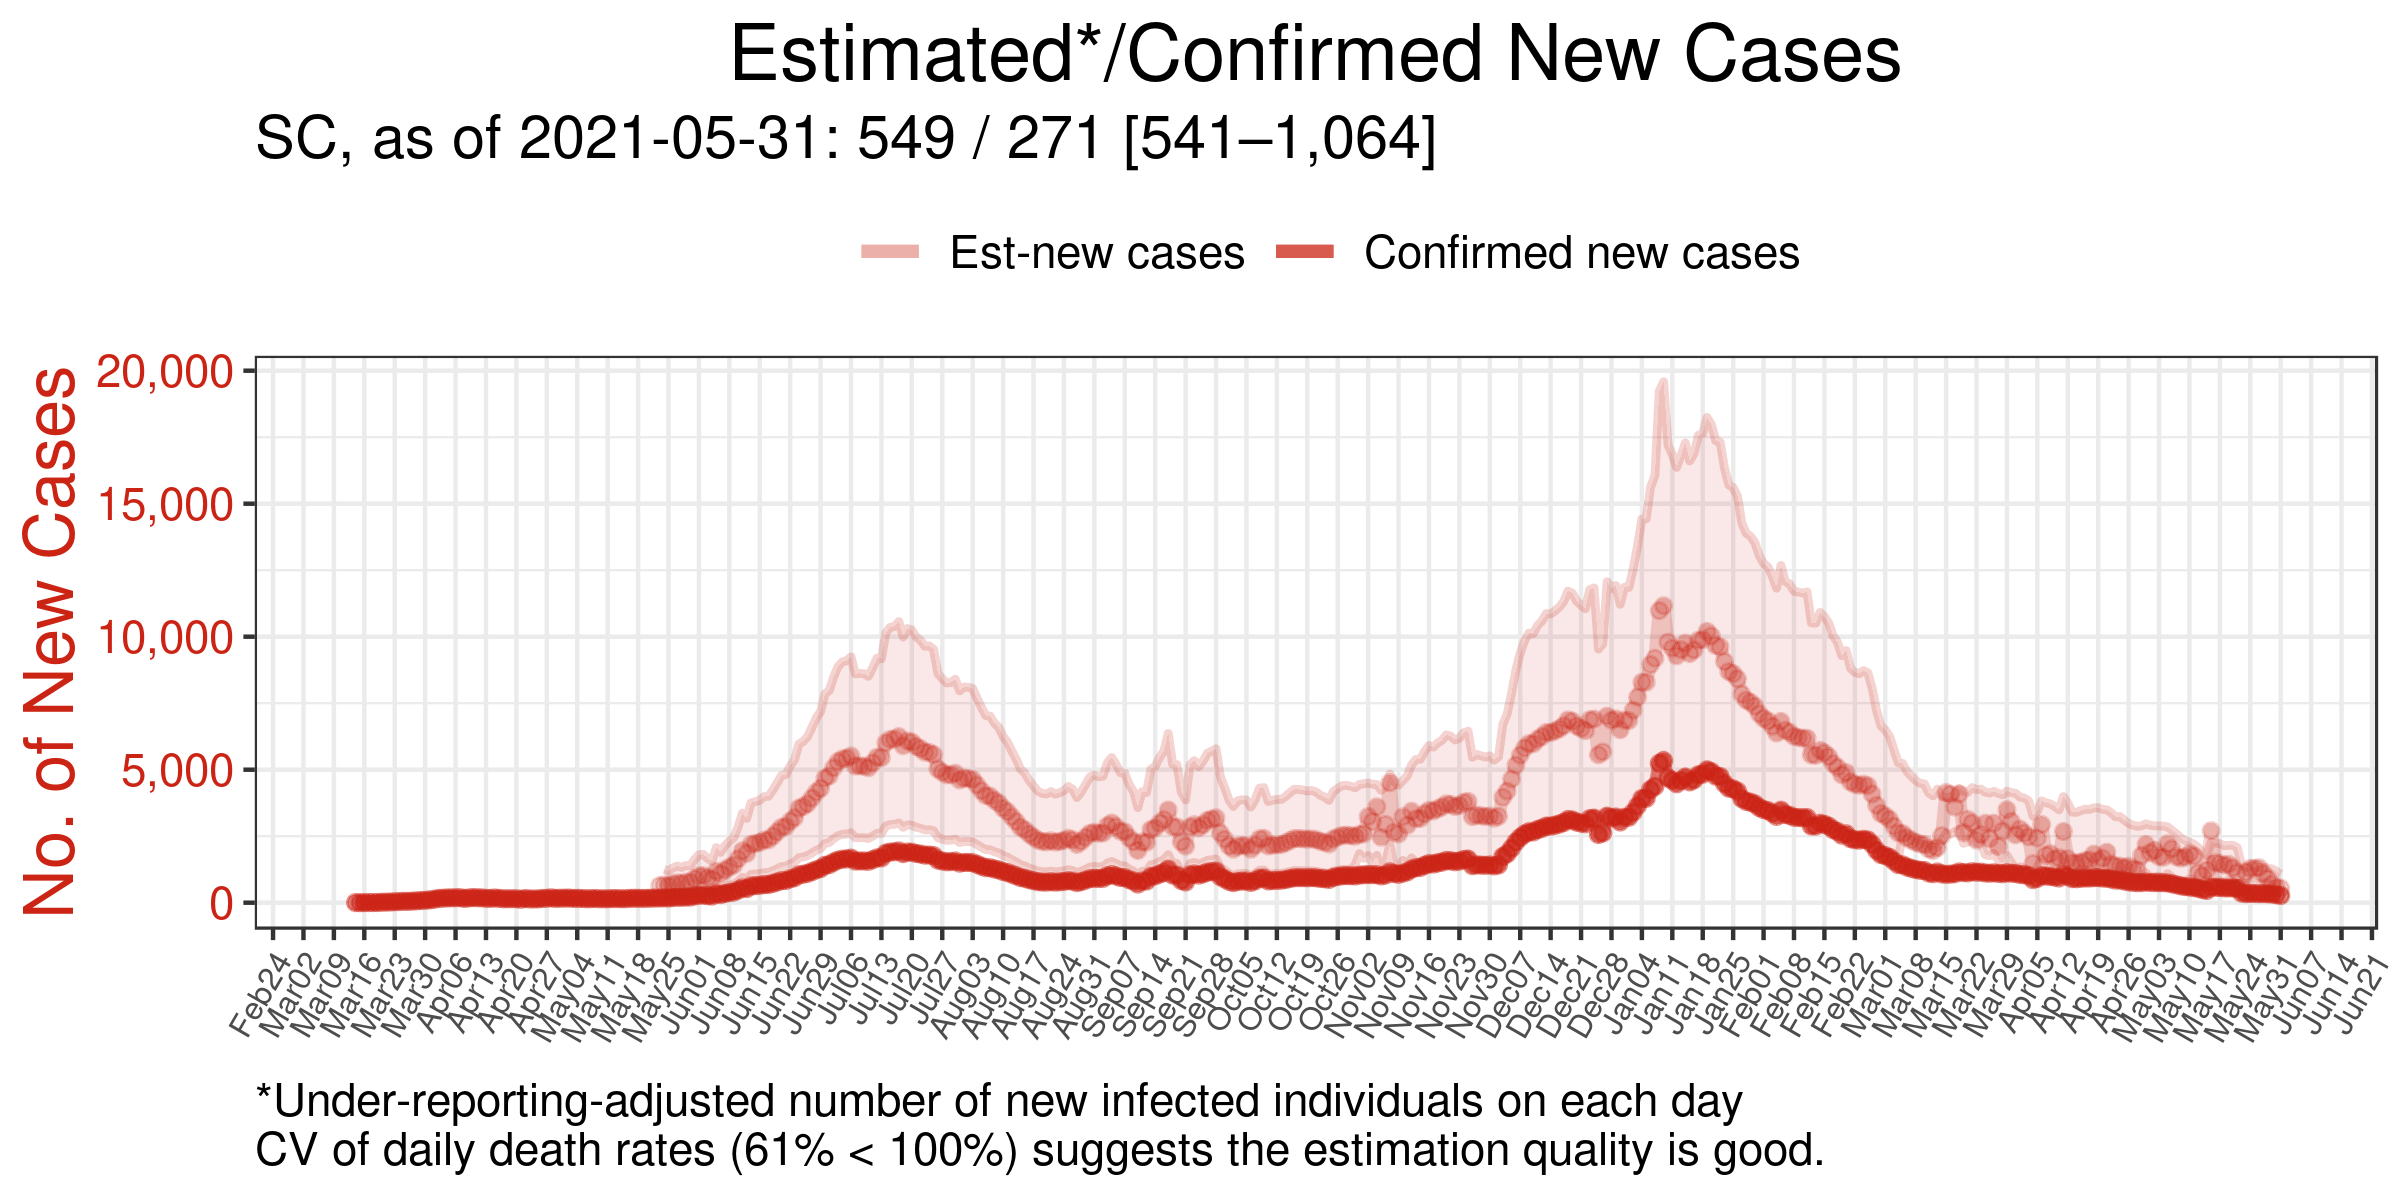 Estimated*/Confirmed New Cases
SC, as of 2021-05-31: 549 / 271 [541–1,064]
Est-new cases Confirmed new cases
No. of New Cases
20,000
15,000
10,000
5,000
0
Feb24 Mar02 Mar09 Mar16 Mar23 Mar30 Apr06 Apr13 Apr20 Apr27 May04 May11 May18 May25 Jun01 Jun08 Jun15 Jun22 Jun29 Jul06 Jul13 Jul20 Jul27 Aug03 Aug10 Aug17 Aug24 Aug31 Sep07 Sep14 Sep21 Sep28 Oct05 Oct12 Oct19 Oct26 Nov02 Nov09 Nov16 Nov23 Nov30 Dec07 Dec14 Dec21 Dec28 Jan04 Jan11 Jan18 Jan25 Feb01 Feb08 Feb15 Feb22 Mar01 Mar08 Mar15 Mar22 Mar29 Apr05 Apr12 Apr19 Apr26 May03 May10 May17 May24 May31 Jun07 Jun14 Jun21
*Under-reporting-adjusted number of new infected individuals on each day
CV of daily death rates (61% < 100%) suggests the estimation quality is good.